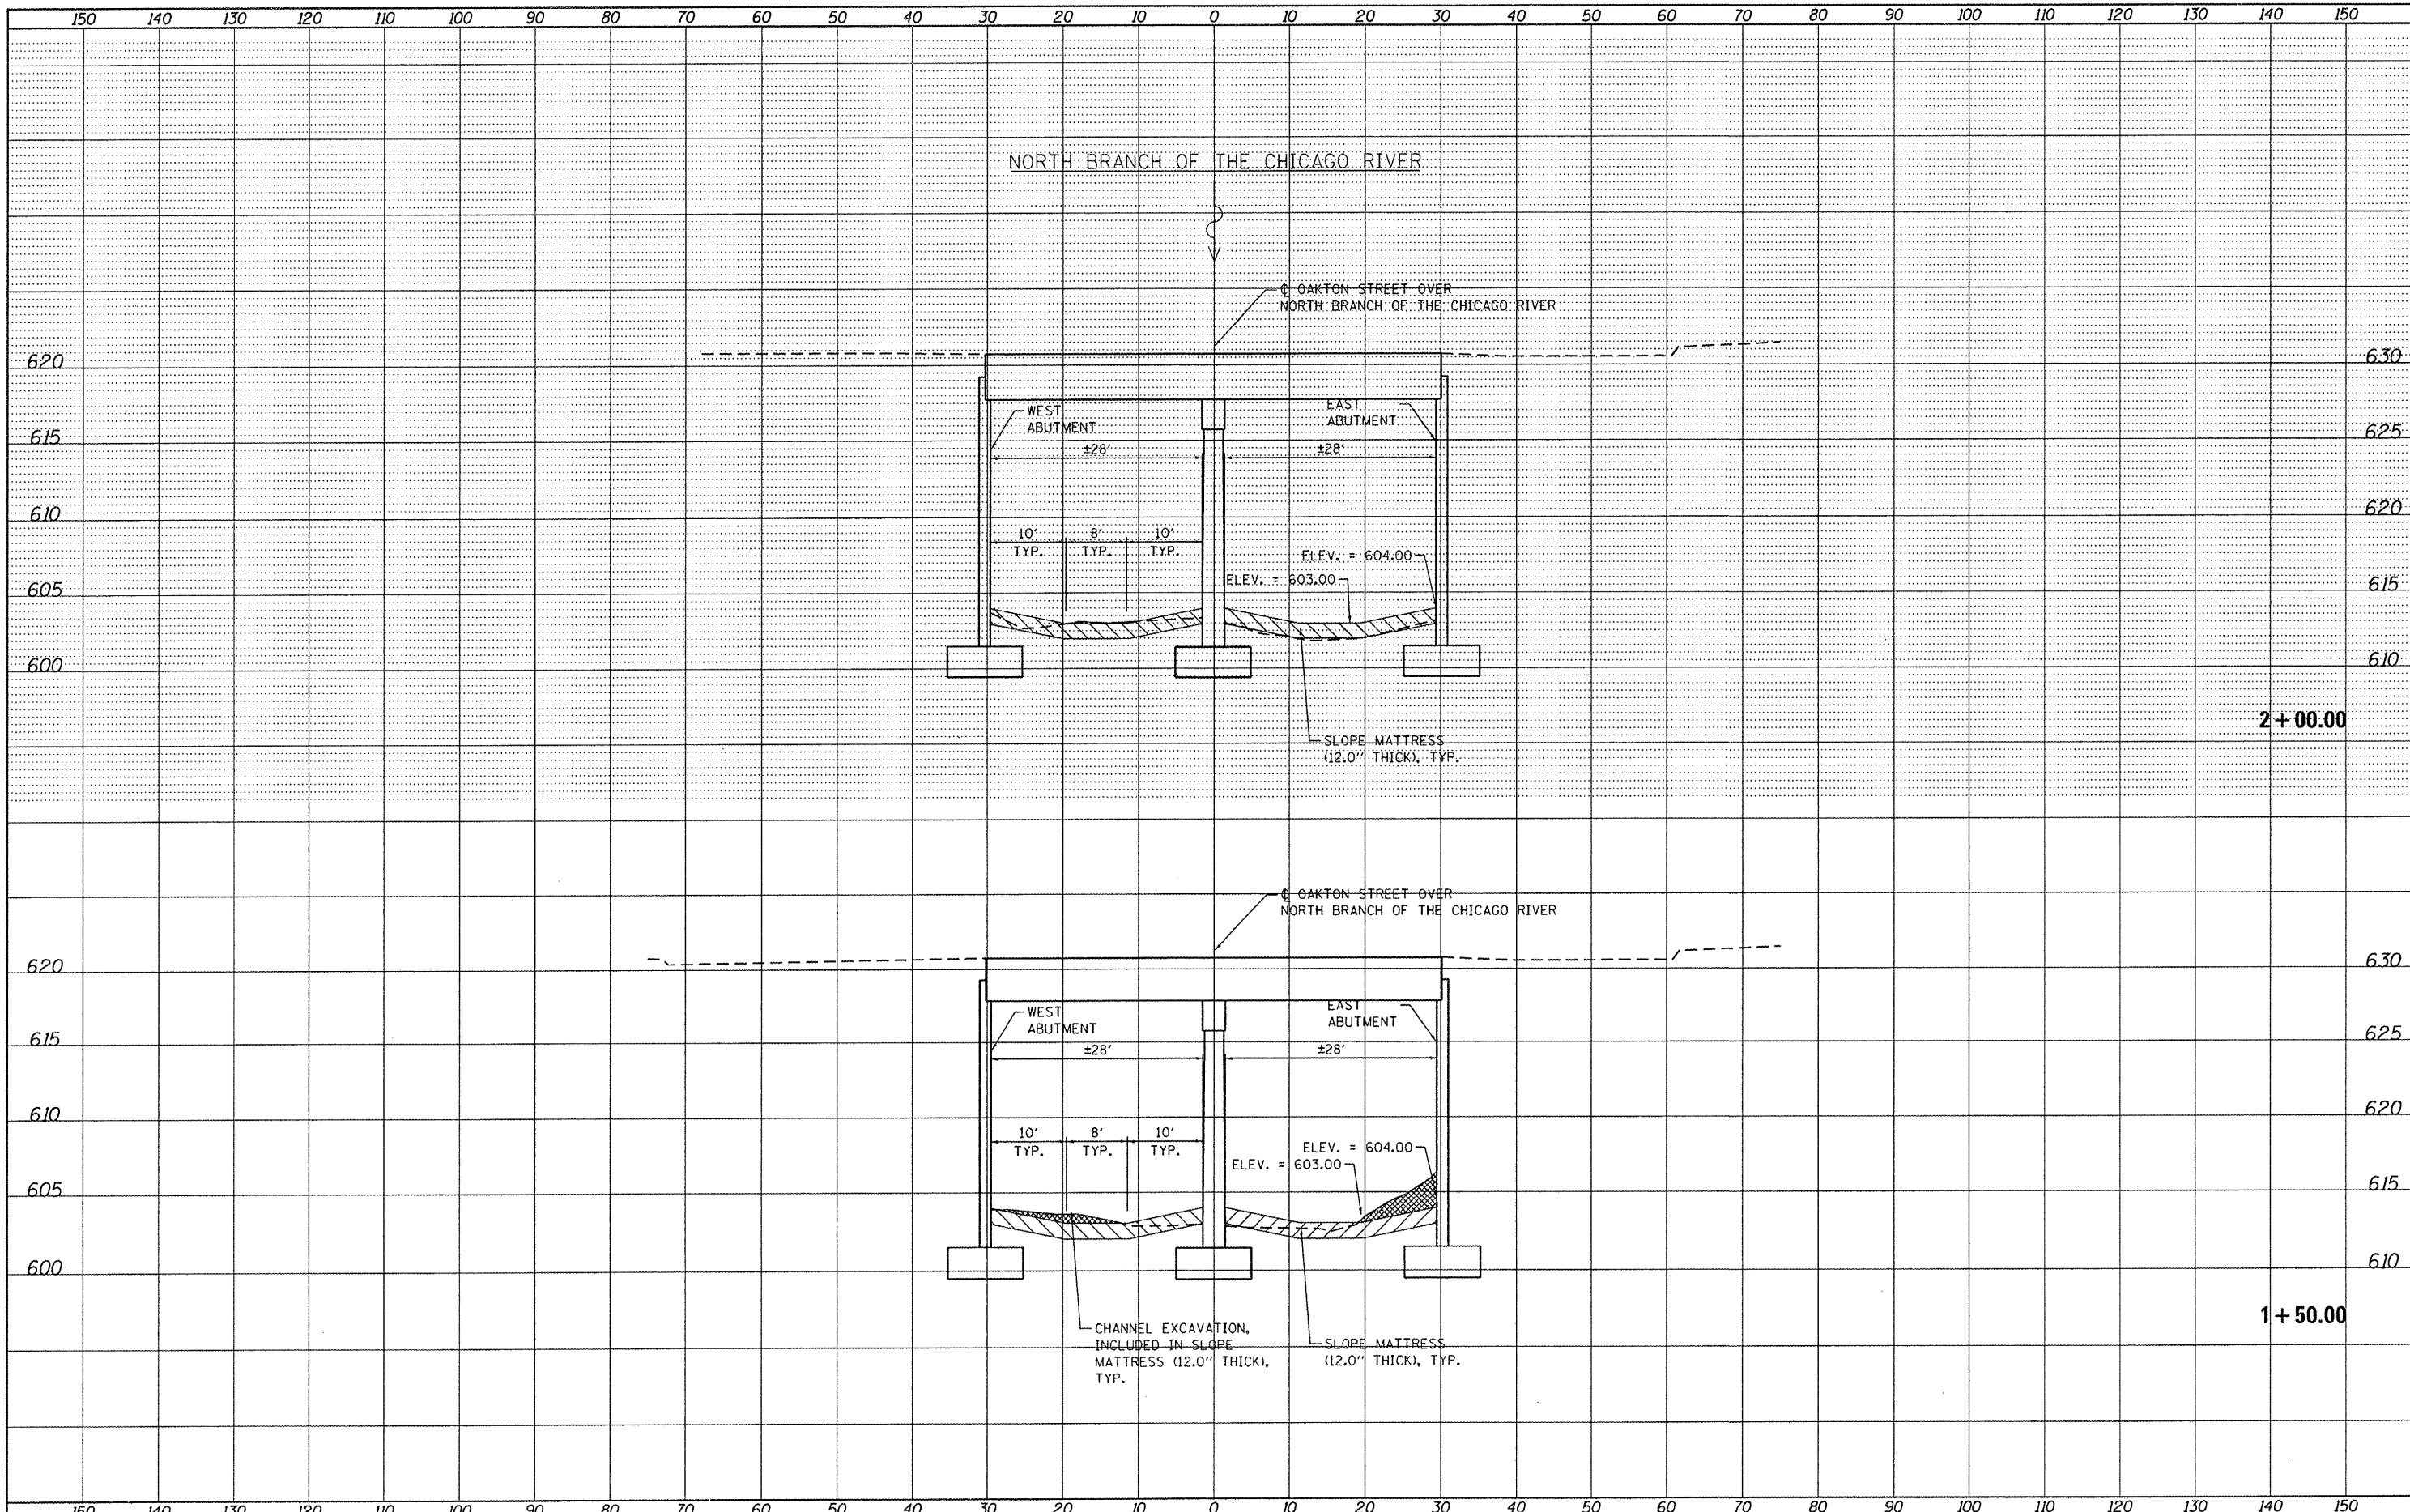 150 140 130 120 110 100 90 80 70 60 50 40 30 20 10 0 10 20 30 40 50 60 70 80 90 100 110 120 130 140 150
NORTH BRANCH OF THE CHICAGO RIVER
℄ OAKTON STREET OVER
NORTH BRANCH OF THE CHICAGO RIVER
620 630
WEST
ABUTMENT
EAST
ABUTMENT
615 625
±28' ±28'
610 620
10' 8' 10'
TYP. TYP. TYP.
ELEV. = 604.00
ELEV. = 603.00
605 615
600 610
2+00.00
SLOPE MATTRESS
(12.0" THICK), TYP.
℄ OAKTON STREET OVER
NORTH BRANCH OF THE CHICAGO RIVER
620 630
WEST
ABUTMENT
EAST
ABUTMENT
615 625
±28' ±28'
610 620
10' 8' 10'
TYP. TYP. TYP.
ELEV. = 604.00
ELEV. = 603.00
605 615
600 610
1+50.00
CHANNEL EXCAVATION,
INCLUDED IN SLOPE
MATTRESS (12.0" THICK),
TYP.
SLOPE MATTRESS
(12.0" THICK), TYP.
150 140 130 120 110 100 90 80 70 60 50 40 30 20 10 0 10 20 30 40 50 60 70 80 90 100 110 120 130 140 150